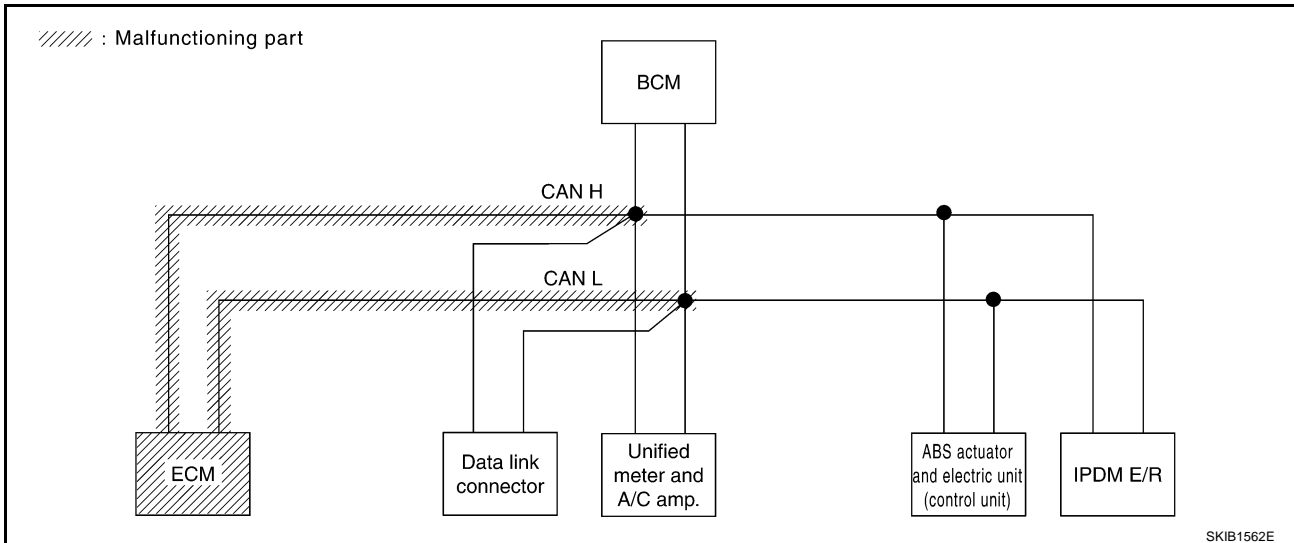 : Malfunctioning part
BCM
CAN H
CAN L
ECM
Data link
connector
Unified
meter and
A/C amp.
ABS actuator
and electric unit
(control unit)
IPDM E/R
SKIB1562E